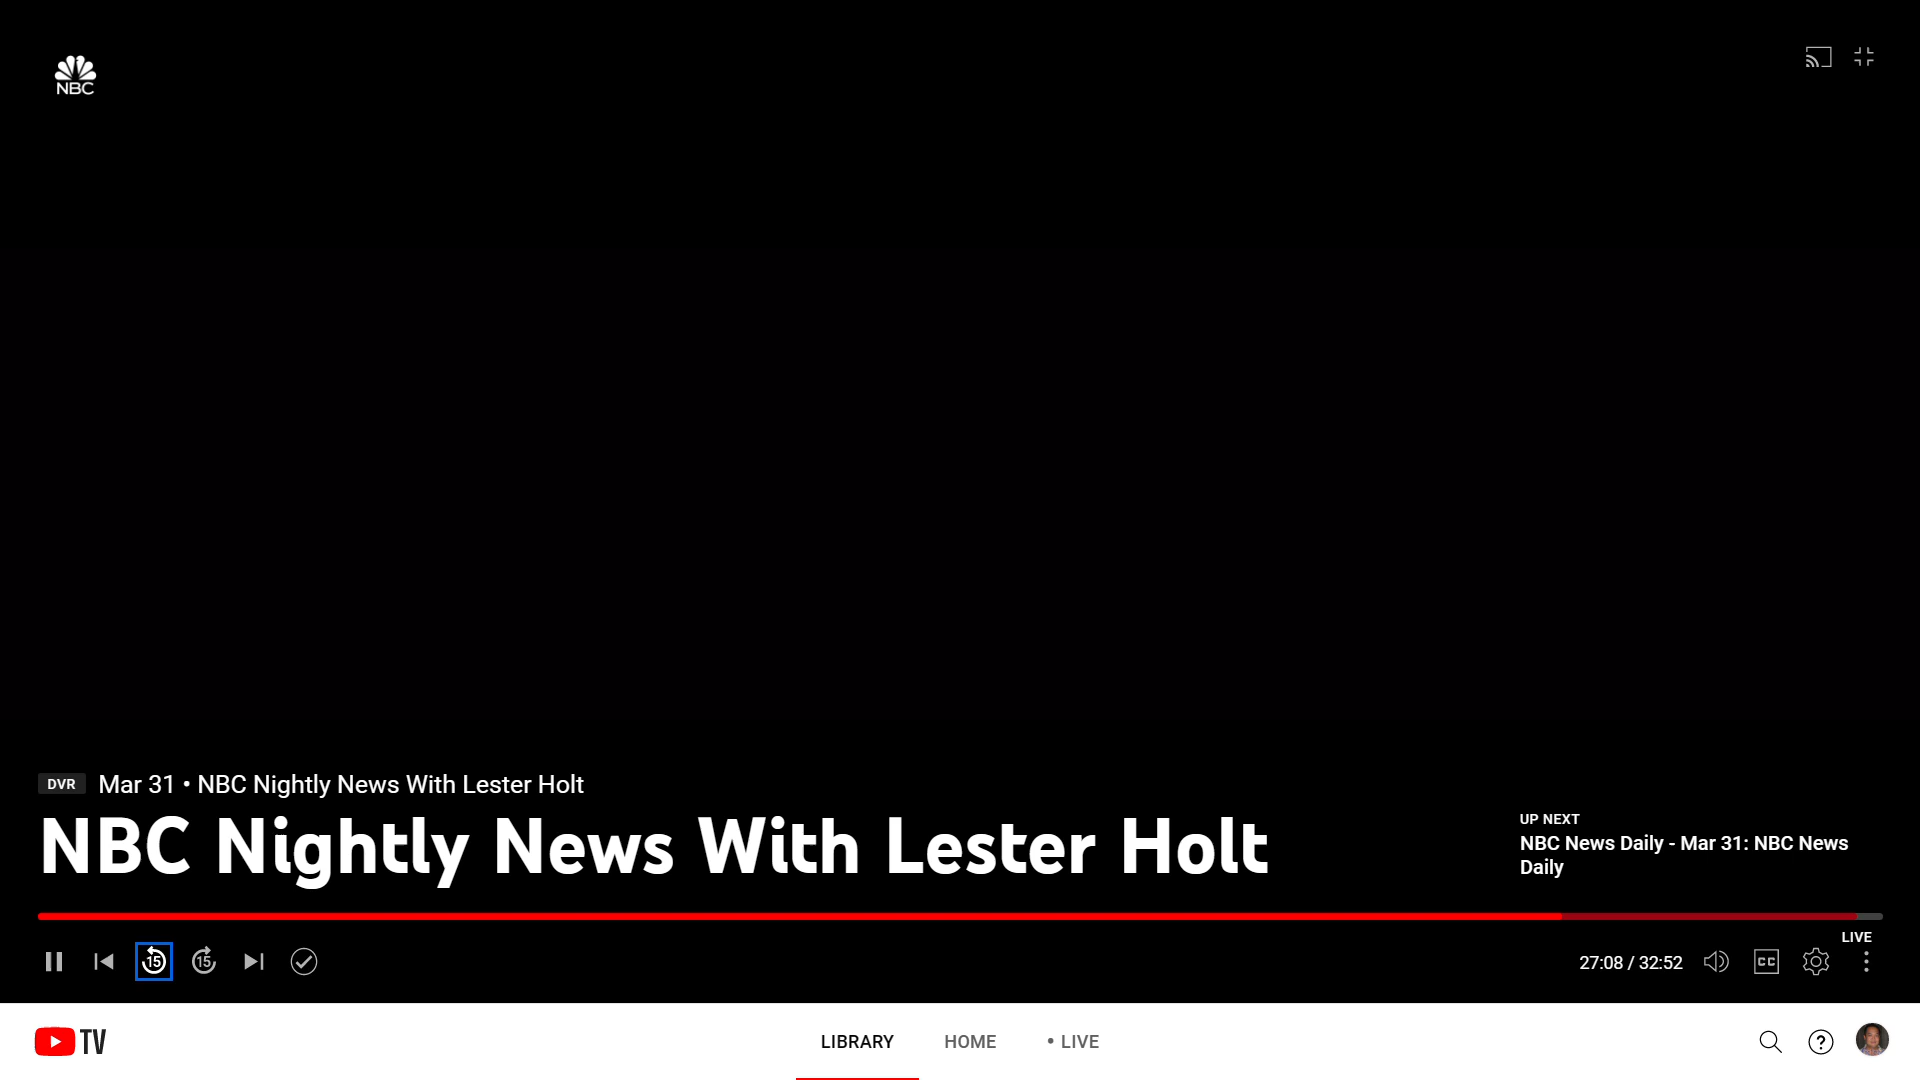 NBC
DVR Mar 31 • NBC Nightly News With Lester Holt
NBC Nightly News With Lester Holt
UP NEXT
NBC News Daily - Mar 31: NBC News
Daily
LIVE
15 15 27:08 / 32:52 CC
TV LIBRARY HOME • LIVE ?